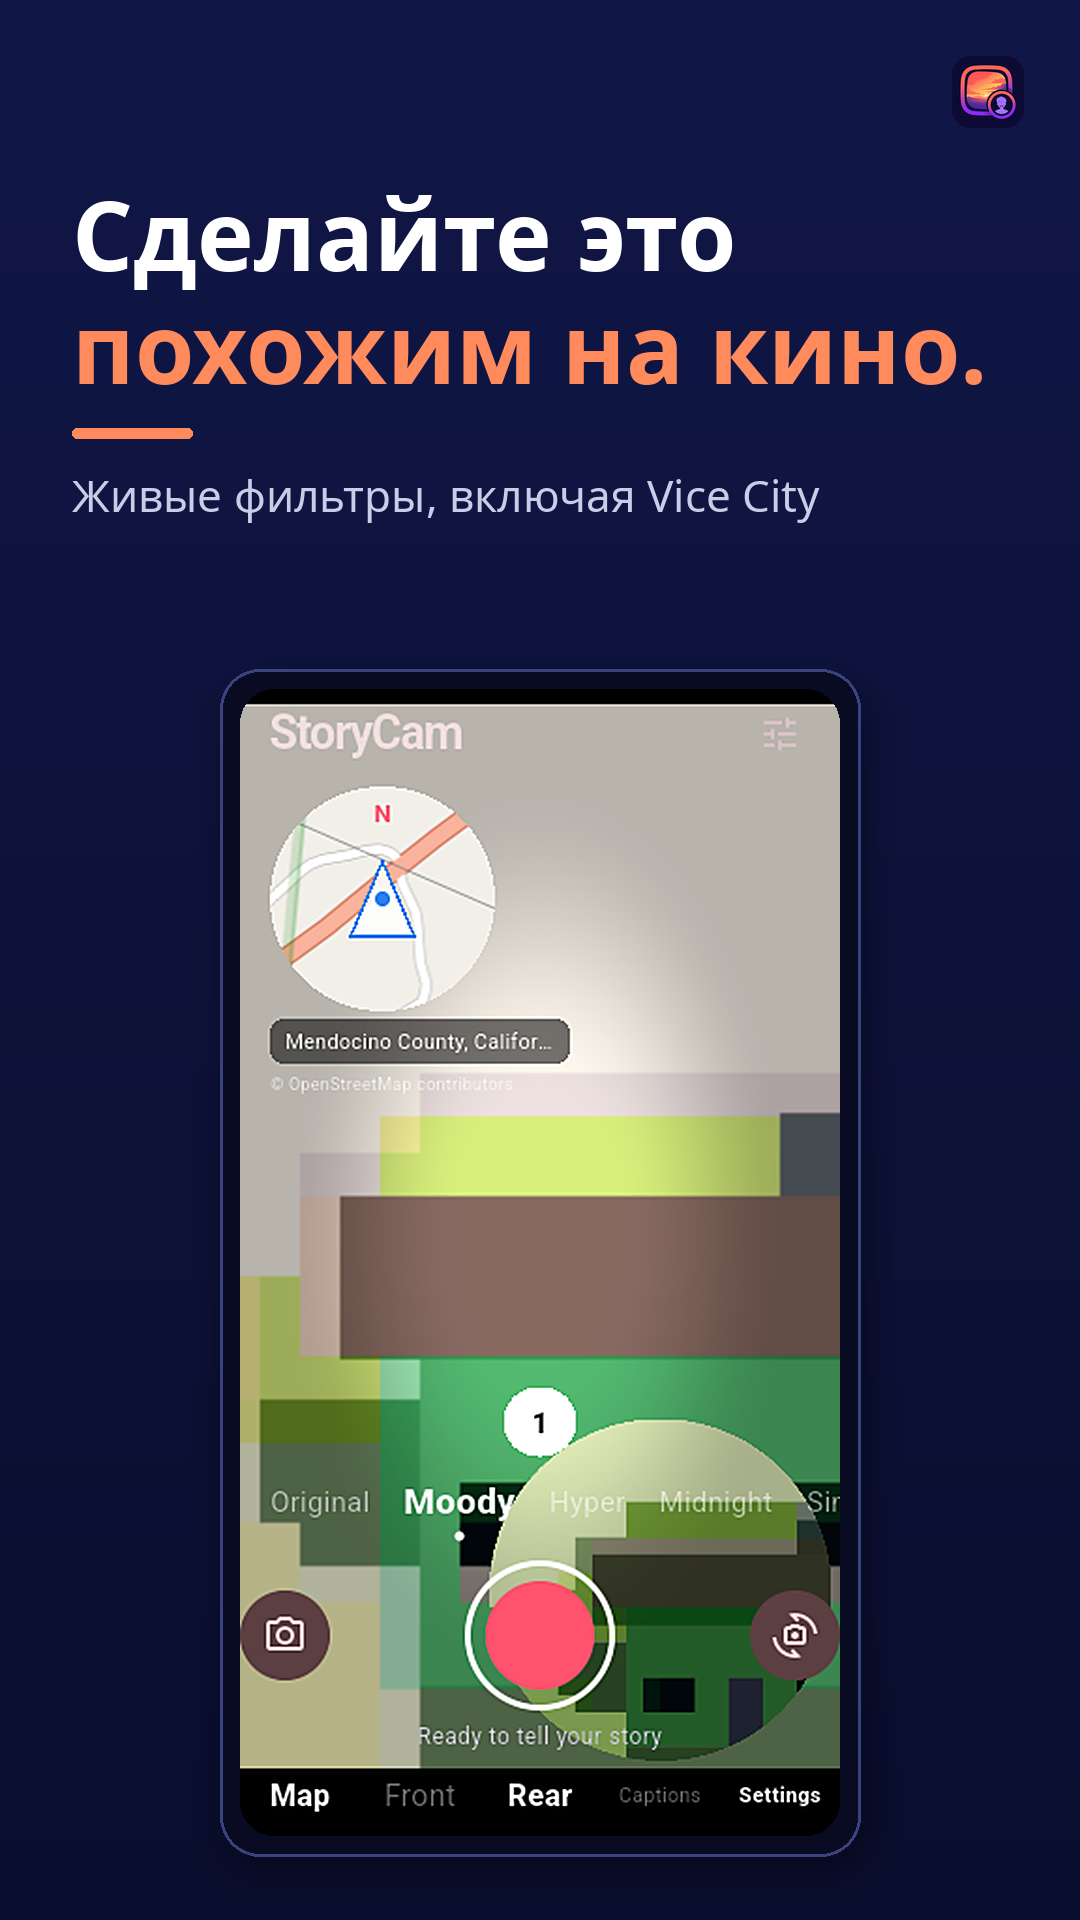 Сделайте это
похожим на кино.
Живые фильтры, включая Vice City
StoryCam
N
Mendocino County, Califor...
© OpenStreetMap contributors
1
Original Moody Hyper Midnight Sir
Ready to tell your story
Map Front Rear Captions Settings